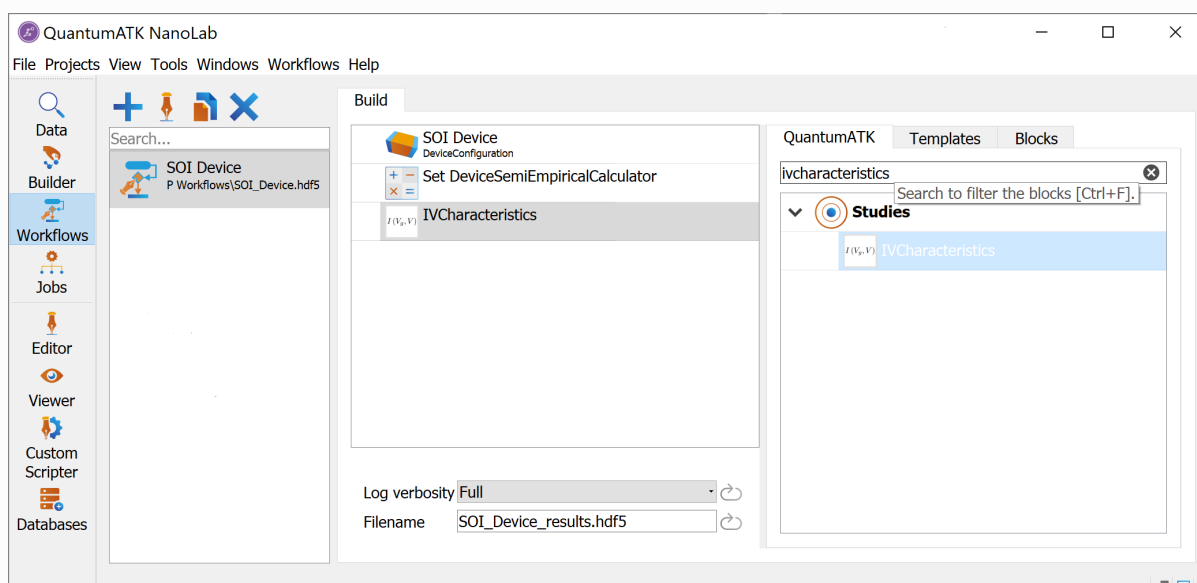 QuantumATK NanoLab
File Projects View Tools Windows Workflows Help
Data
Builder
Workflows
Jobs
Editor
Viewer
Custom
Scripter
Databases
Search...
SOI Device
P Workflows\SOI_Device.hdf5
Build
SOI Device
DeviceConfiguration
+ −
× =
Set DeviceSemiEmpiricalCalculator
I(Vg,V) IVCharacteristics
Log verbosity Full
Filename SOI_Device_results.hdf5
QuantumATK Templates Blocks
ivcharacteristics
Search to filter the blocks [Ctrl+F].
Studies
I(Vg,V) IVCharacteristics